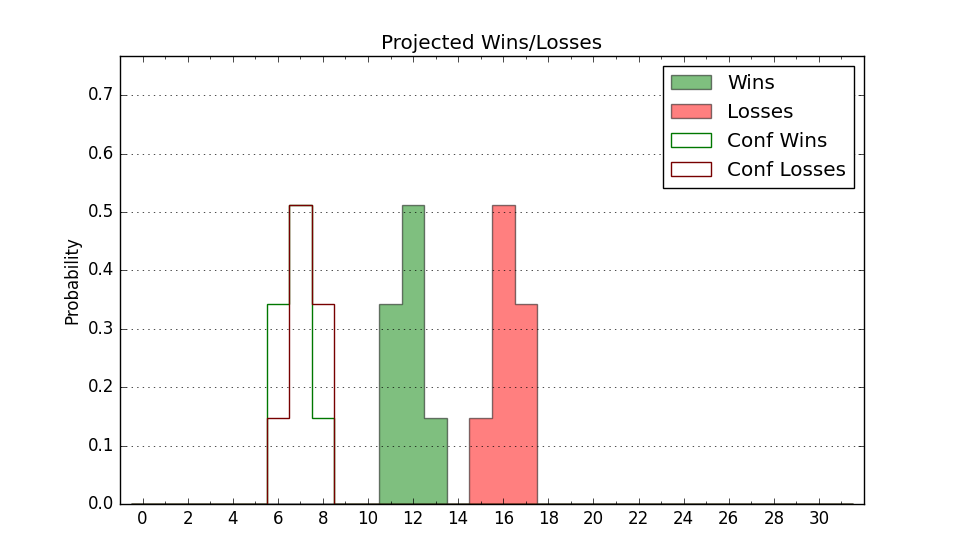 Projected Wins/Losses
Wins
Losses
Conf Wins
Conf Losses
Probability
0.7
0.6
0.5
0.4
0.3
0.2
0.1
0.0
0 2 4 6 8 10 12 14 16 18 20 22 24 26 28 30